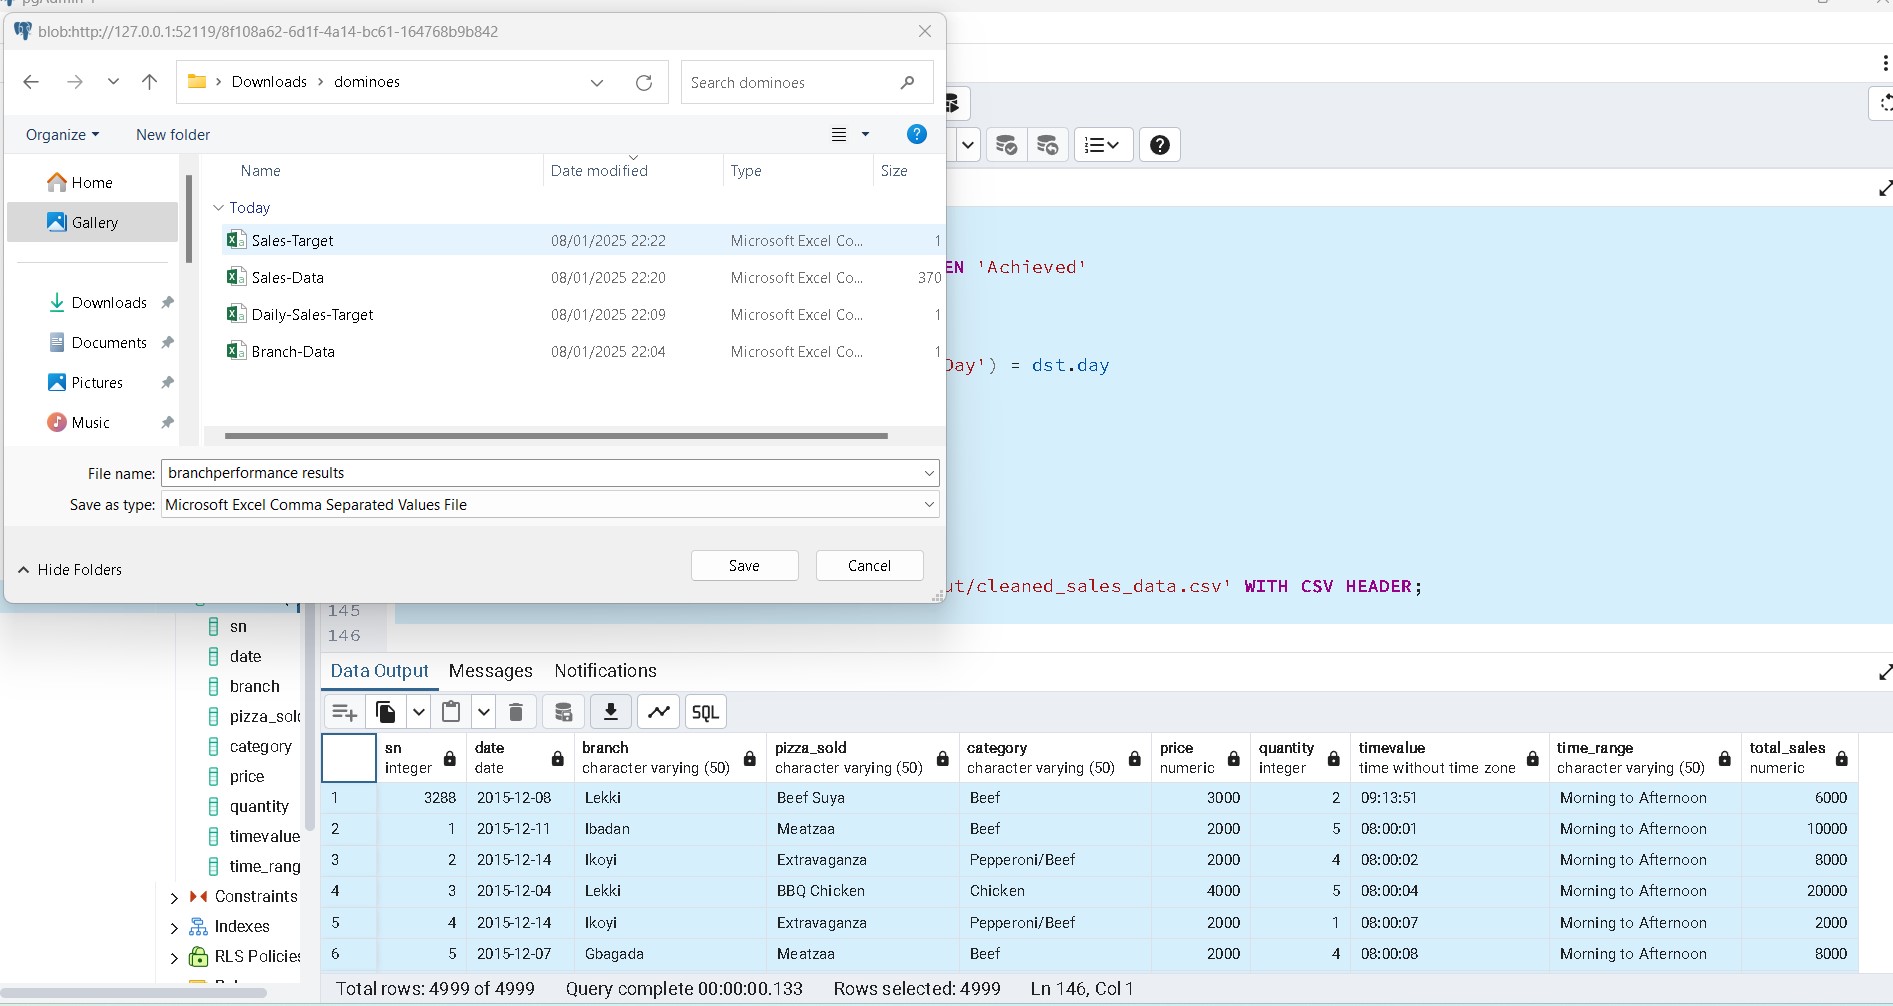 blob:http://127.0.0.1:52119/8f108a62-6d1f-4a14-bc61-164768b9b842
Downloads > dominoes
Search dominoes
Organize
New folder
Name Date modified Type Size
Home
Gallery
Downloads
Documents
Pictures
Music
Today
Sales-Target 08/01/2025 22:22 Microsoft Excel Co... 1
Sales-Data 08/01/2025 22:20 Microsoft Excel Co... 370
Daily-Sales-Target 08/01/2025 22:09 Microsoft Excel Co... 1
Branch-Data 08/01/2025 22:04 Microsoft Excel Co... 1
File name: branchperformance results
Save as type: Microsoft Excel Comma Separated Values File
Hide Folders
Save
Cancel
EN 'Achieved'
Day') = dst.day
ut/cleaned_sales_data.csv' WITH CSV HEADER;
145
146
sn
date
branch
pizza_sold
category
price
quantity
timevalue
time_rang
Constraints
Indexes
RLS Policies
Data Output Messages Notifications
SQL
sn integer
date date
branch character varying (50)
pizza_sold character varying (50)
category character varying (50)
price numeric
quantity integer
timevalue time without time zone
time_range character varying (50)
total_sales numeric
1 3288 2015-12-08 Lekki Beef Suya Beef 3000 2 09:13:51 Morning to Afternoon 6000
2 1 2015-12-11 Ibadan Meatzaa Beef 2000 5 08:00:01 Morning to Afternoon 10000
3 2 2015-12-14 Ikoyi Extravaganza Pepperoni/Beef 2000 4 08:00:02 Morning to Afternoon 8000
4 3 2015-12-04 Lekki BBQ Chicken Chicken 4000 5 08:00:04 Morning to Afternoon 20000
5 4 2015-12-14 Ikoyi Extravaganza Pepperoni/Beef 2000 1 08:00:07 Morning to Afternoon 2000
6 5 2015-12-07 Gbagada Meatzaa Beef 2000 4 08:00:08 Morning to Afternoon 8000
Total rows: 4999 of 4999 Query complete 00:00:00.133 Rows selected: 4999 Ln 146, Col 1